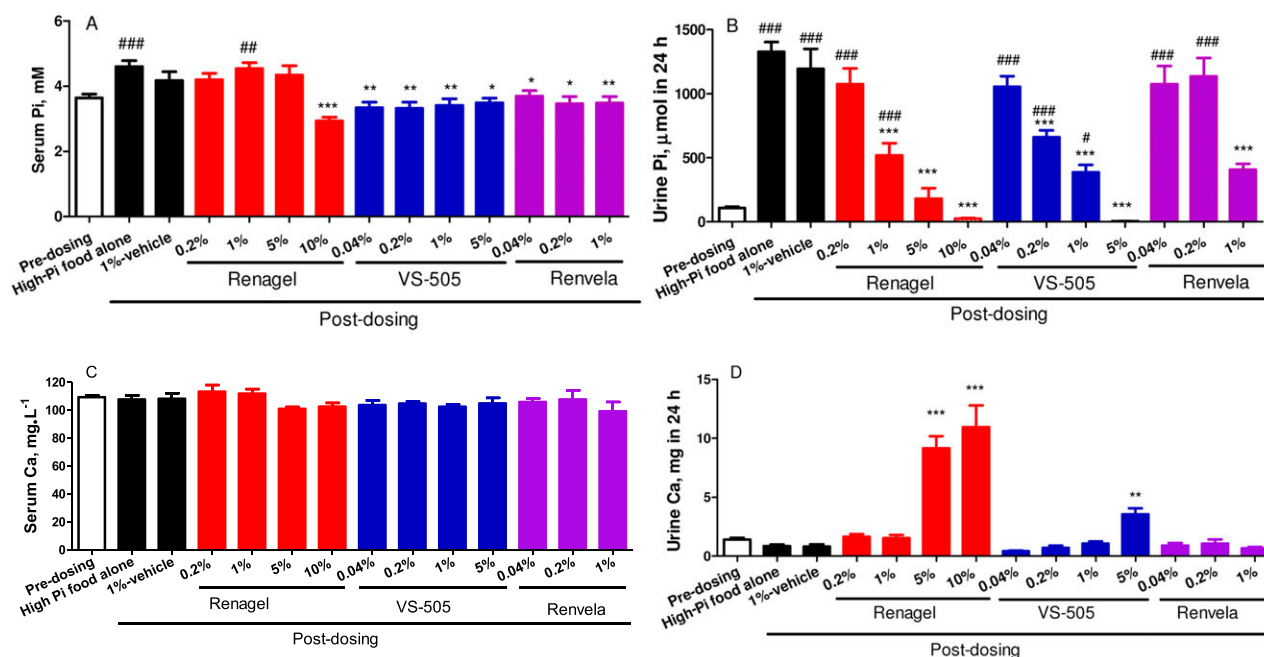 A
Serum Pi, mM
6
4
2
0
###
##
***
** ** ** * * * **
Pre-dosing
High-Pi food alone
1%-vehicle
0.2% 1% 5% 10% 0.04% 0.2% 1% 5% 0.04% 0.2% 1%
Renagel VS-505 Renvela
Post-dosing
B
Urine Pi, μmol in 24 h
1500
1000
500
0
### ### ### ### ### ### # ### ###
*** *** *** *** *** *** ***
Pre-dosing
High-Pi food alone
1%-vehicle
0.2% 1% 5% 10% 0.04% 0.2% 1% 5% 0.04% 0.2% 1%
Renagel VS-505 Renvela
Post-dosing
C
Serum Ca, mg.L⁻¹
120
100
80
60
40
20
0
Pre-dosing
High Pi food alone
1%-vehicle
0.2% 1% 5% 10% 0.04% 0.2% 1% 5% 0.04% 0.2% 1%
Renagel VS-505 Renvela
Post-dosing
D
Urine Ca, mg in 24 h
15
10
5
0
*** *** **
Pre-dosing
High-Pi food alone
1%-vehicle
0.2% 1% 5% 10% 0.04% 0.2% 1% 5% 0.04% 0.2% 1%
Renagel VS-505 Renvela
Post-dosing